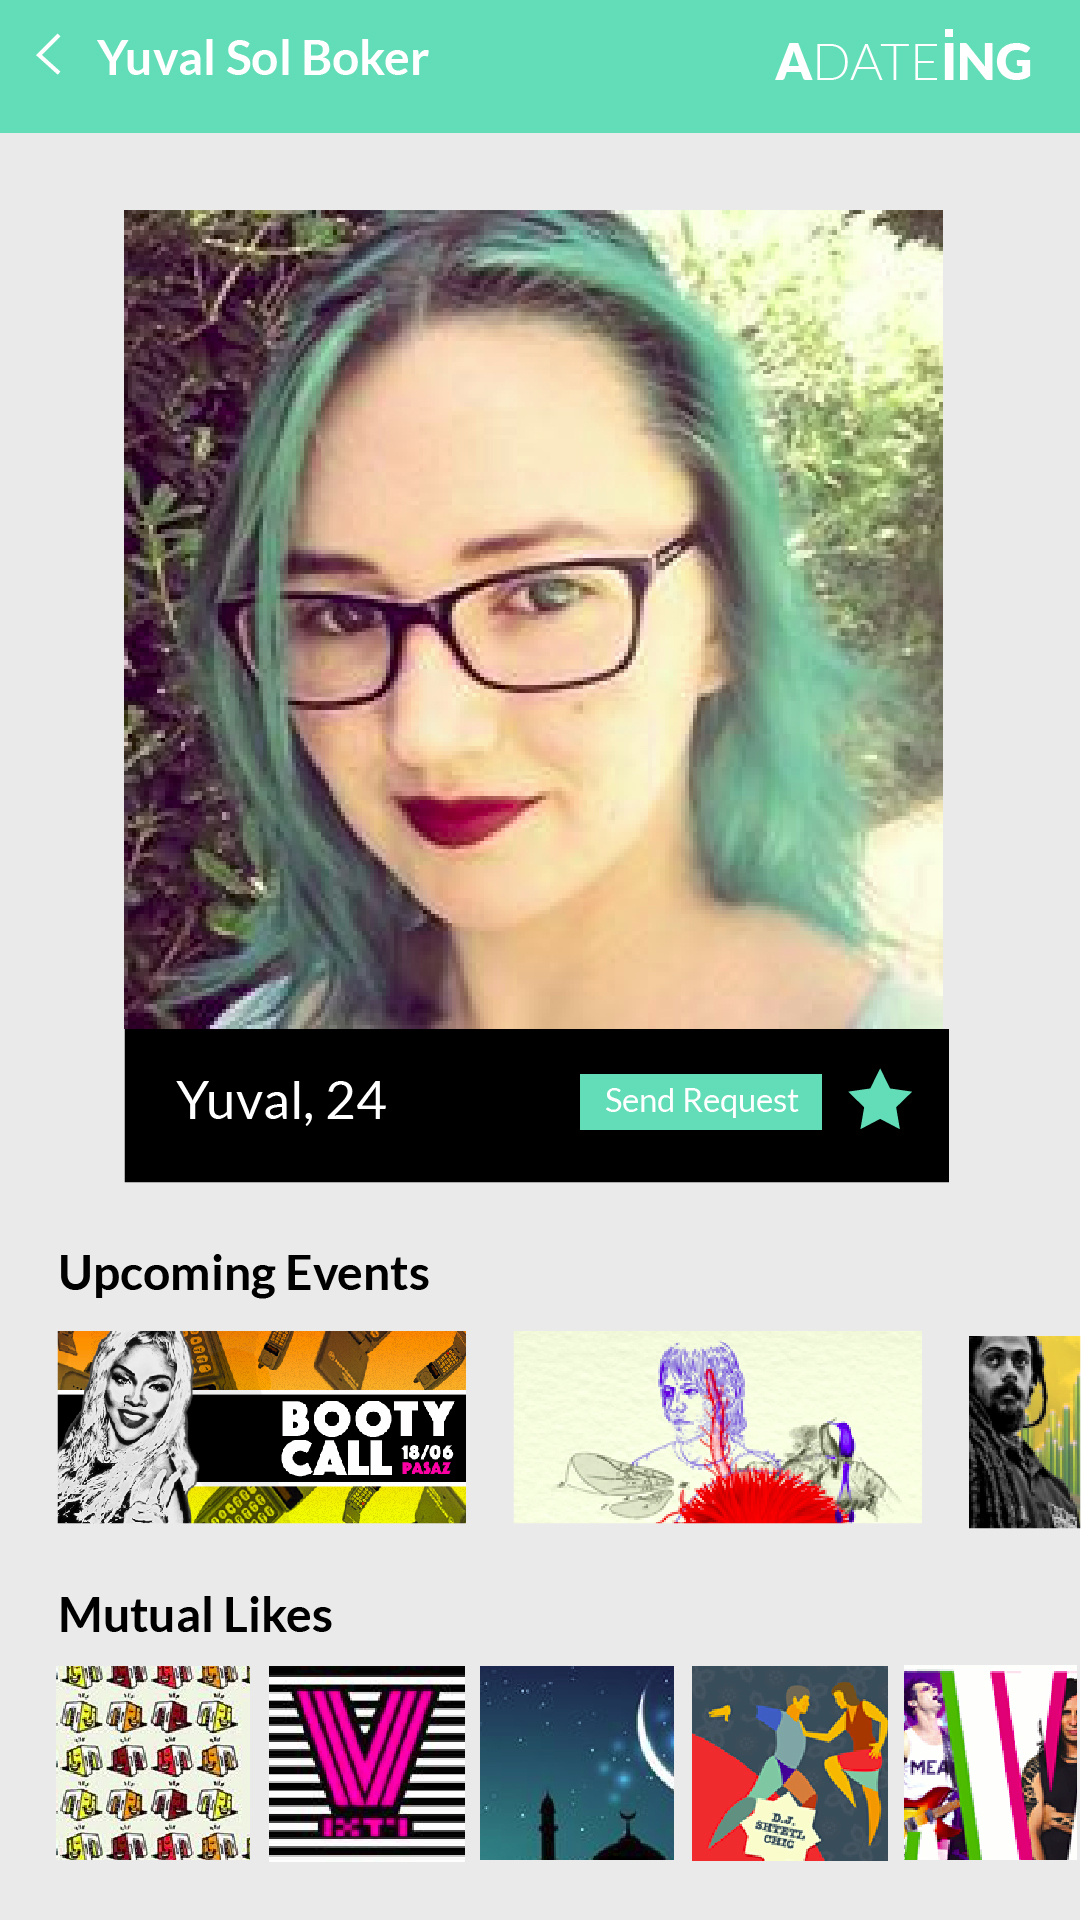 Yuval Sol Boker
ADATEING
Yuval, 24
Send Request
Upcoming Events
BOOTY
CALL 18/06
PASAZ
Mutual Likes
MEA
D.J.
SHTETL
CHIC